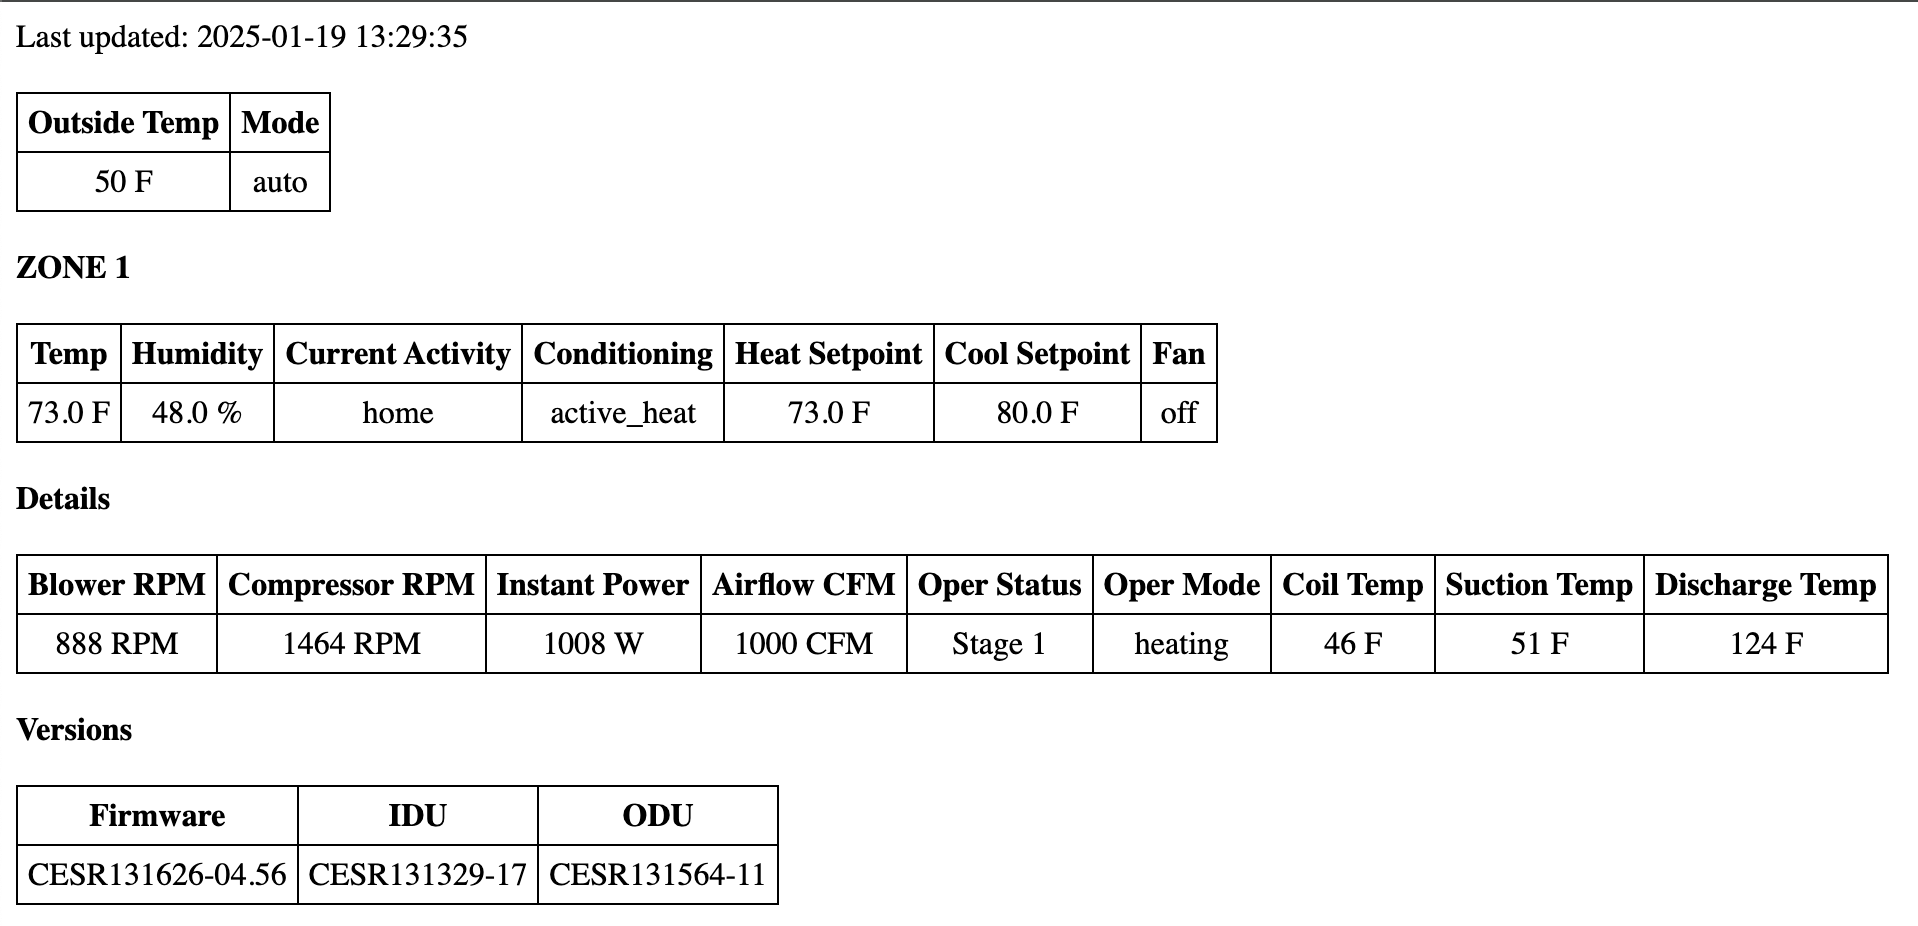 Last updated: 2025-01-19 13:29:35
Outside Temp Mode
50 F auto
ZONE 1
Temp Humidity Current Activity Conditioning Heat Setpoint Cool Setpoint Fan
73.0 F 48.0 % home active_heat 73.0 F 80.0 F off
Details
Blower RPM Compressor RPM Instant Power Airflow CFM Oper Status Oper Mode Coil Temp Suction Temp Discharge Temp
888 RPM 1464 RPM 1008 W 1000 CFM Stage 1 heating 46 F 51 F 124 F
Versions
Firmware IDU ODU
CESR131626-04.56 CESR131329-17 CESR131564-11